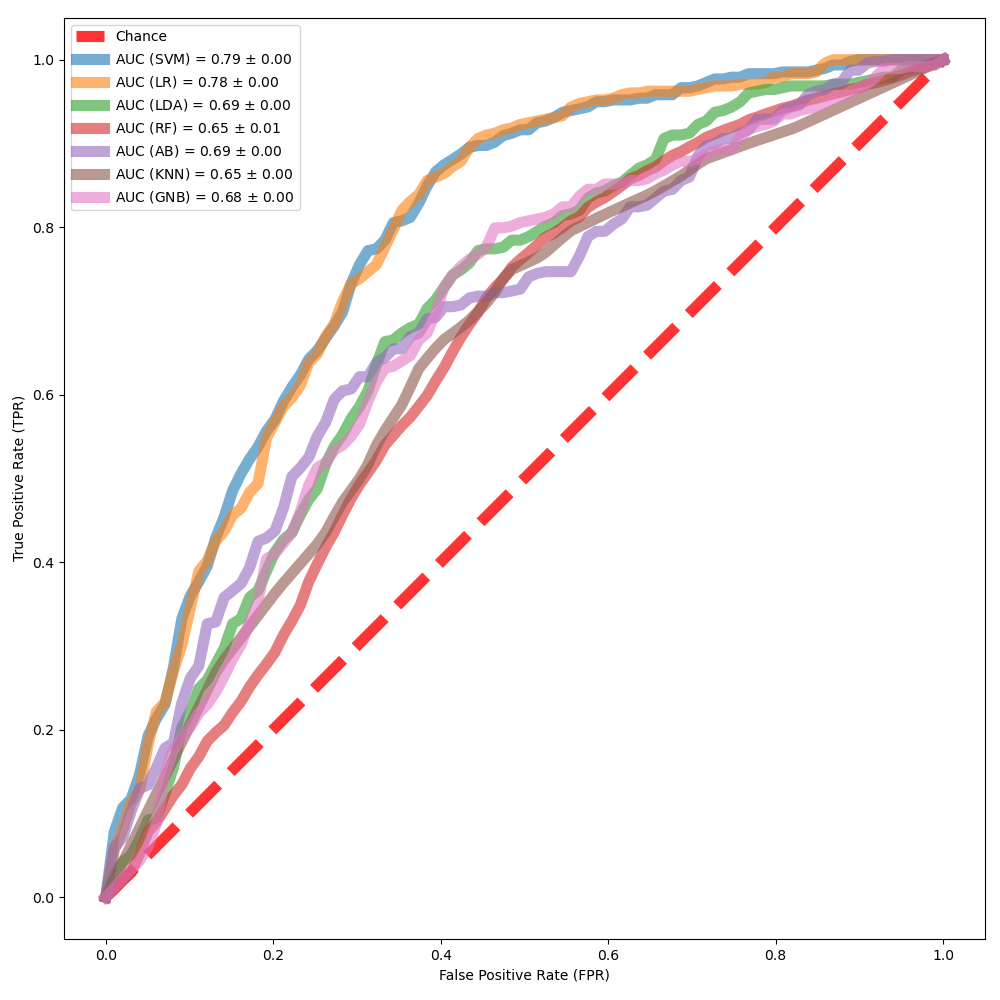 Chance
AUC (SVM) = 0.79 ± 0.00
AUC (LR) = 0.78 ± 0.00
AUC (LDA) = 0.69 ± 0.00
AUC (RF) = 0.65 ± 0.01
AUC (AB) = 0.69 ± 0.00
AUC (KNN) = 0.65 ± 0.00
AUC (GNB) = 0.68 ± 0.00
1.0
0.8
0.6
0.4
0.2
0.0
True Positive Rate (TPR)
0.0 0.2 0.4 0.6 0.8 1.0
False Positive Rate (FPR)